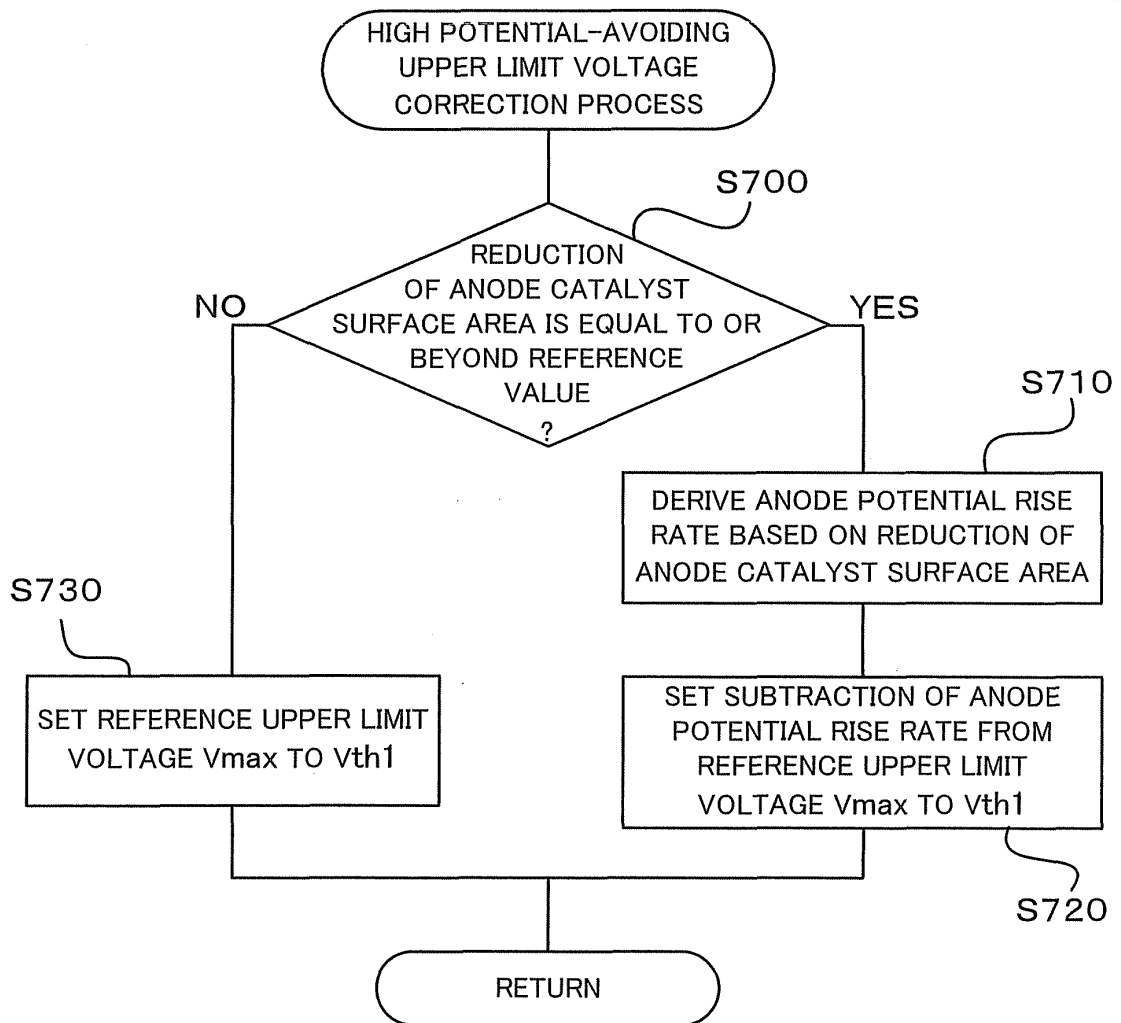 HIGH POTENTIAL-AVOIDING
UPPER LIMIT VOLTAGE
CORRECTION PROCESS
S700
REDUCTION
OF ANODE CATALYST
SURFACE AREA IS EQUAL TO OR
BEYOND REFERENCE
VALUE
?
NO
YES
S710
DERIVE ANODE POTENTIAL RISE
RATE BASED ON REDUCTION OF
ANODE CATALYST SURFACE AREA
S730
SET REFERENCE UPPER LIMIT
VOLTAGE Vmax TO Vth1
SET SUBTRACTION OF ANODE
POTENTIAL RISE RATE FROM
REFERENCE UPPER LIMIT
VOLTAGE Vmax TO Vth1
S720
RETURN